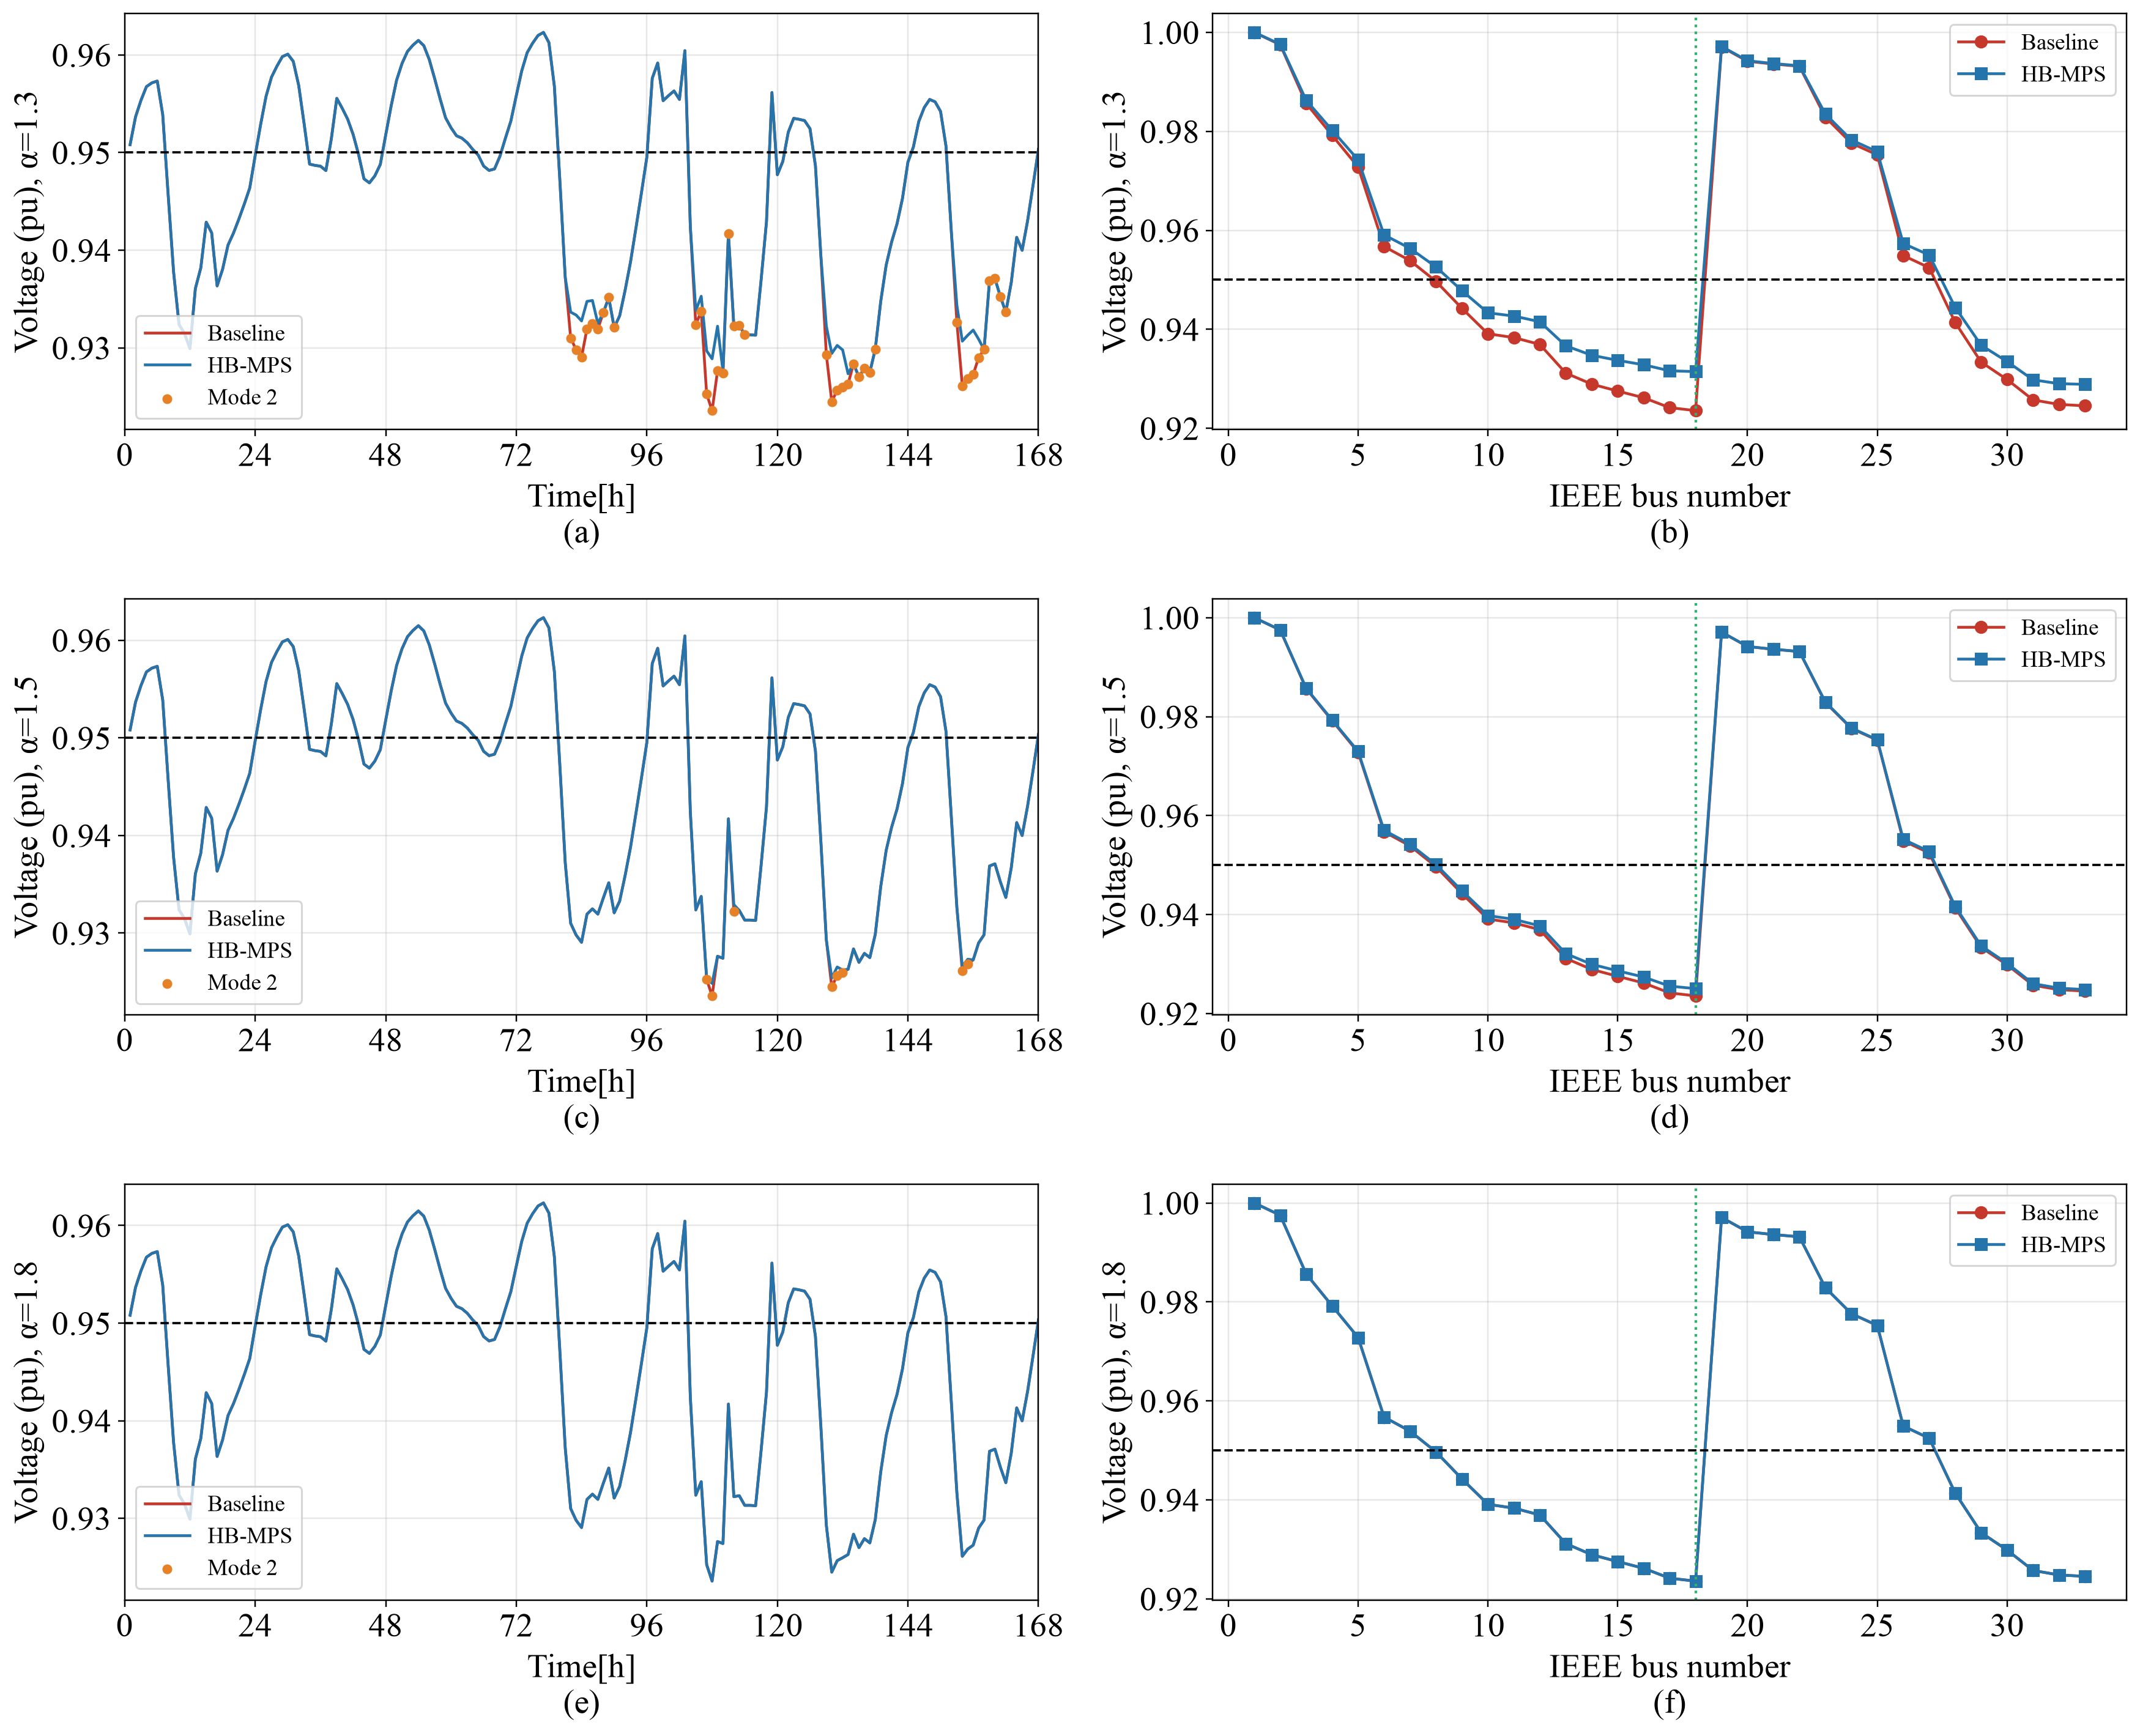 Voltage (pu), α=1.3
0.96
0.95
0.94
0.93
Baseline
HB-MPS
Mode 2
0 24 48 72 96 120 144 168
Time[h]
(a)
Voltage (pu), α=1.3
1.00
0.98
0.96
0.94
0.92
Baseline
HB-MPS
0 5 10 15 20 25 30
IEEE bus number
(b)
Voltage (pu), α=1.5
0.96
0.95
0.94
0.93
Baseline
HB-MPS
Mode 2
0 24 48 72 96 120 144 168
Time[h]
(c)
Voltage (pu), α=1.5
1.00
0.98
0.96
0.94
0.92
Baseline
HB-MPS
0 5 10 15 20 25 30
IEEE bus number
(d)
Voltage (pu), α=1.8
0.96
0.95
0.94
0.93
Baseline
HB-MPS
Mode 2
0 24 48 72 96 120 144 168
Time[h]
(e)
Voltage (pu), α=1.8
1.00
0.98
0.96
0.94
0.92
Baseline
HB-MPS
0 5 10 15 20 25 30
IEEE bus number
(f)